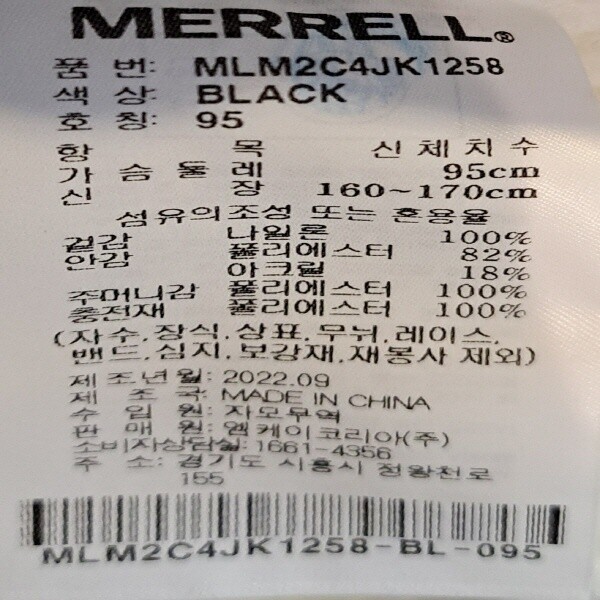 MERRELL®
품 번: MLM2C4JK1258
색 상: BLACK
호 칭: 95
항 목 신체치수
가슴둘레 95cm
신 장 160~170cm
섬유의조성 또는 혼용율
겉감 나일론 100%
안감 폴리에스터 82%
아크릴 18%
주머니감 폴리에스터 100%
충전재 폴리에스터 100%
(자수.장식.상표.무늬.레이스.
밴드.심지.보강재.재봉사 제외)
제조년월: 2022.09
제 조 국: MADE IN CHINA
수 입 원: 자모무역
판 매 원: 엠케이코리아(주)
소비자상담실: 1661-4356
주 소: 경기도 시흥시 정왕천로
155
MLM2C4JK1258-BL-095